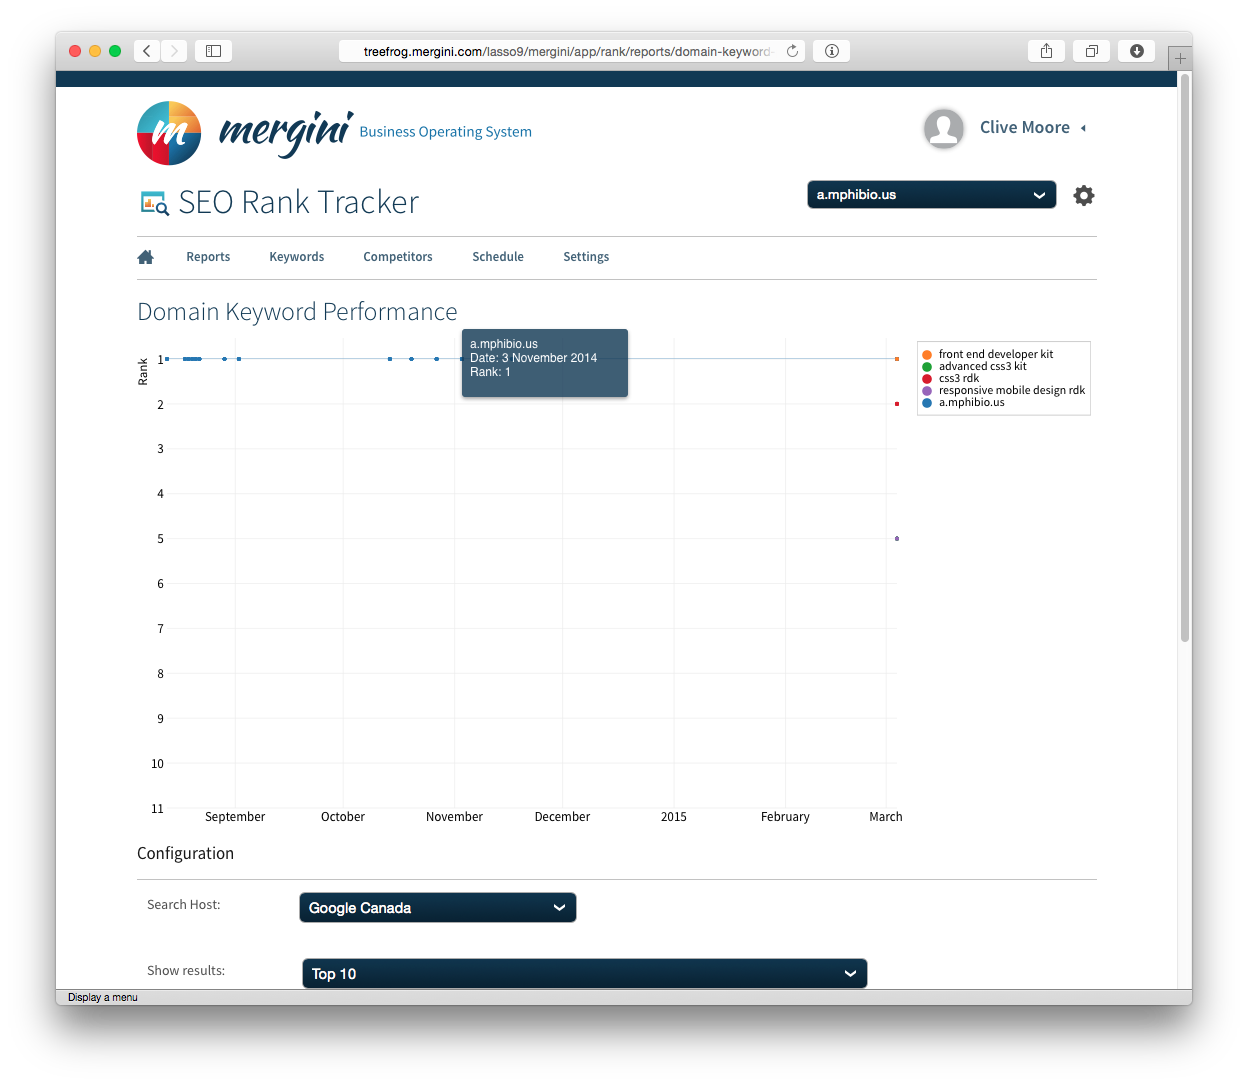 treefrog.mergini.com/lasso9/mergini/app/rank/reports/domain-keyword-
m mergini Business Operating System
Clive Moore
SEO Rank Tracker
a.mphibio.us
Reports Keywords Competitors Schedule Settings
Domain Keyword Performance
a.mphibio.us
Date: 3 November 2014
Rank: 1
Rank
1
2
3
4
5
6
7
8
9
10
11
September October November December 2015 February March
front end developer kit
advanced css3 kit
css3 rdk
responsive mobile design rdk
a.mphibio.us
Configuration
Search Host: Google Canada
Show results: Top 10
Display a menu